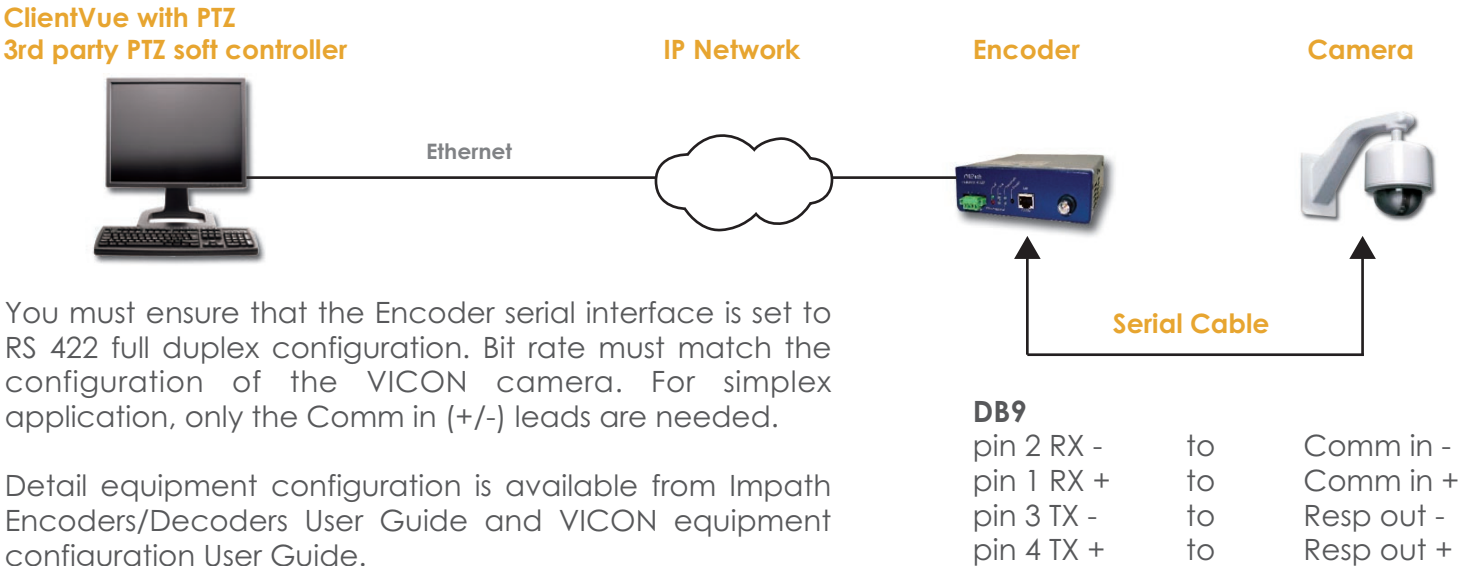 ClientVue with PTZ
3rd party PTZ soft controller
IP Network
Encoder
Camera
Ethernet
You must ensure that the Encoder serial interface is set to
RS 422 full duplex configuration. Bit rate must match the
configuration of the VICON camera. For simplex
application, only the Comm in (+/-) leads are needed.
Detail equipment configuration is available from Impath
Encoders/Decoders User Guide and VICON equipment
configuration User Guide.
Serial Cable
DB9
pin 2 RX - to Comm in -
pin 1 RX + to Comm in +
pin 3 TX - to Resp out -
pin 4 TX + to Resp out +